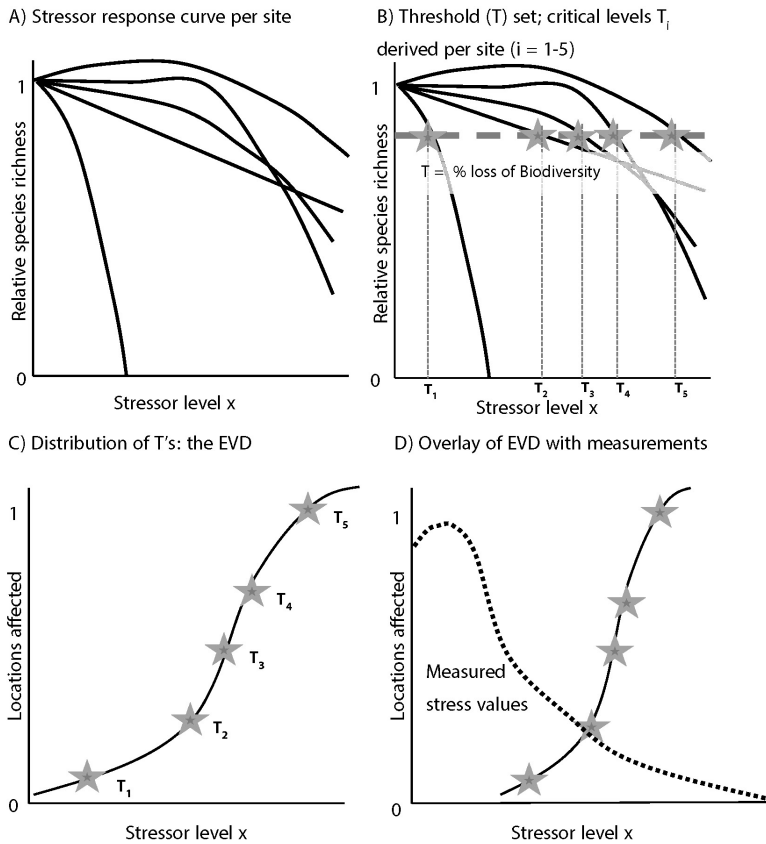 A) Stressor response curve per site
1
Relative species richness
0
Stressor level x
B) Threshold (T) set; critical levels Ti
derived per site (i = 1-5)
1
Relative species richness
T = % loss of Biodiversity
0
T1 T2 T3 T4 T5
Stressor level x
C) Distribution of T's: the EVD
1
Locations affected
T5
T4
T3
T2
T1
0
Stressor level x
D) Overlay of EVD with measurements
1
Locations affected
Measured
stress values
0
Stressor level x